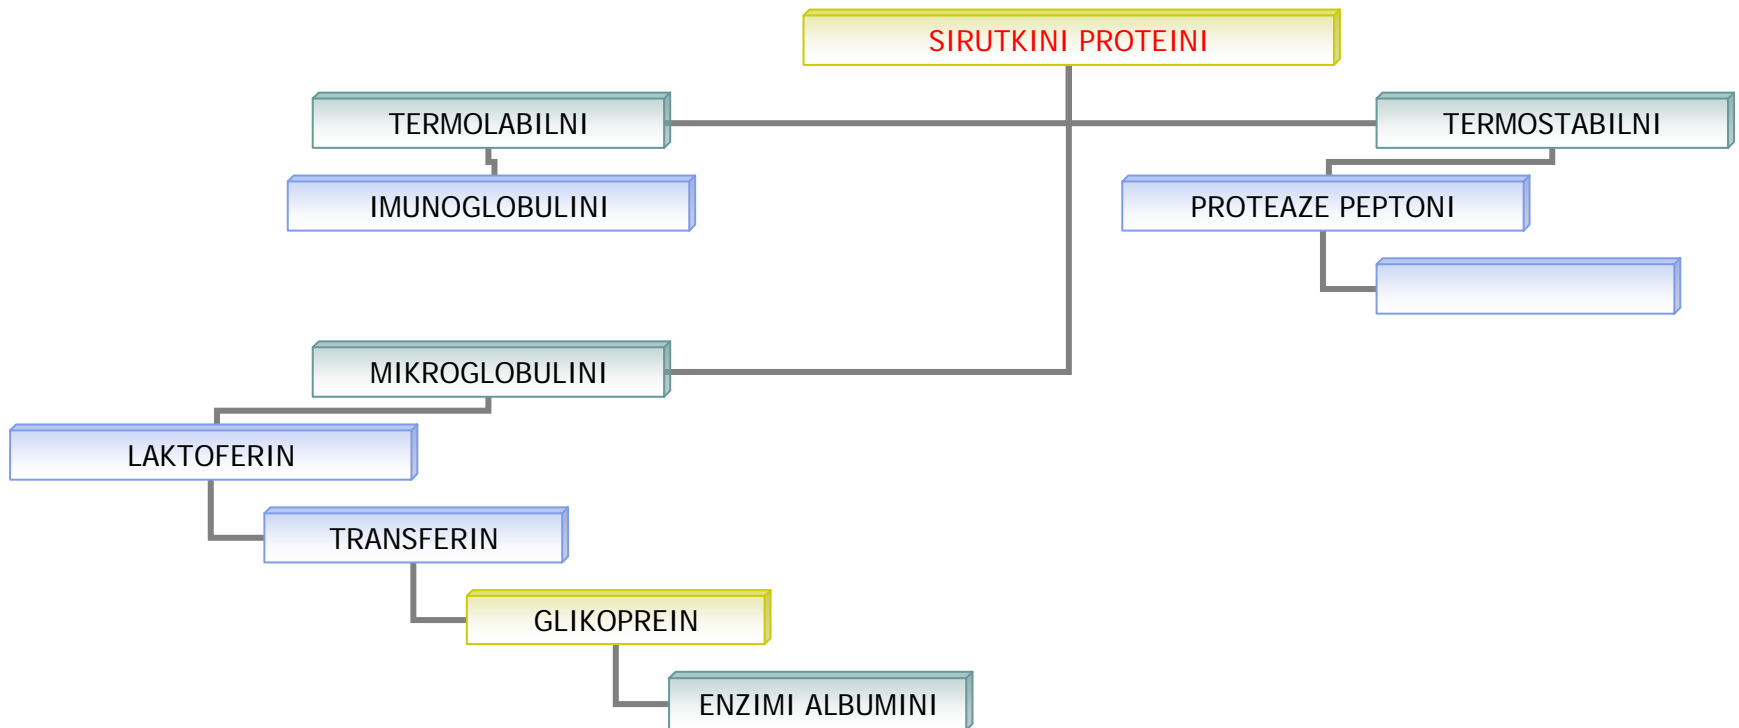 SIRUTKINI PROTEINI
TERMOLABILNI
TERMOSTABILNI
IMUNOGLOBULINI
PROTEAZE PEPTONI
MIKROGLOBULINI
LAKTOFERIN
TRANSFERIN
GLIKOPREIN
ENZIMI ALBUMINI